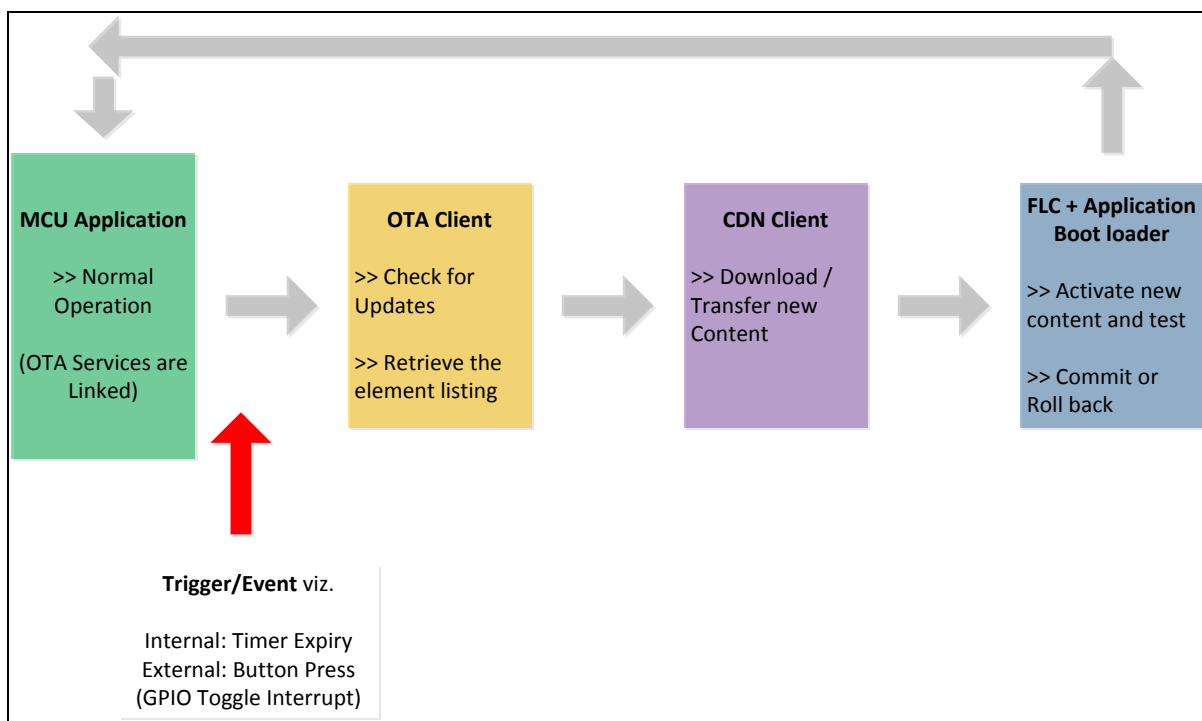 MCU Application
>> Normal
Operation
(OTA Services are
Linked)
OTA Client
>> Check for
Updates
>> Retrieve the
element listing
CDN Client
>> Download /
Transfer new
Content
FLC + Application
Boot loader
>> Activate new
content and test
>> Commit or
Roll back
Trigger/Event viz.
Internal: Timer Expiry
External: Button Press
(GPIO Toggle Interrupt)